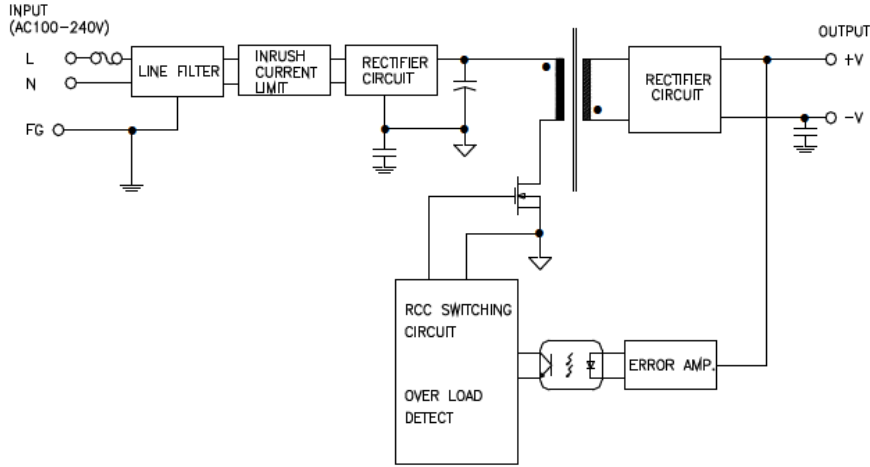 INPUT
(AC100-240V)
L
N
FG
LINE FILTER
INRUSH
CURRENT
LIMIT
RECTIFIER
CIRCUIT
RECTIFIER
CIRCUIT
OUTPUT
+V
-V
RCC SWITCHING
CIRCUIT
OVER LOAD
DETECT
ERROR AMP.